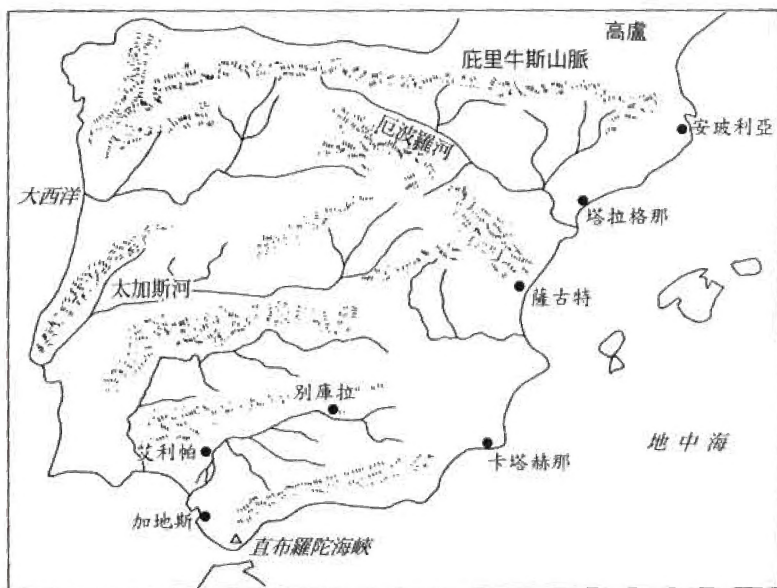 高盧
庇里牛斯山脈
安玻利亞
厄波羅河
大西洋
塔拉格那
太加斯河
薩古特
別庫拉
地中海
艾利帕
卡塔赫那
加地斯
直布羅陀海峽